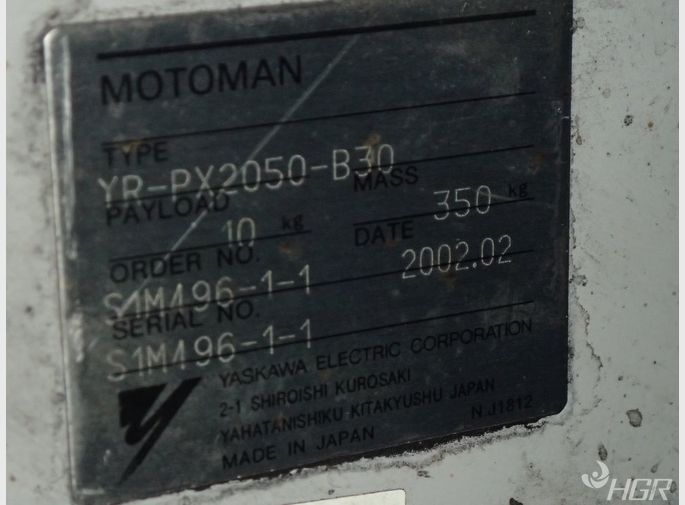 MOTOMAN
TYPE
YR-PX2050-B30
PAYLOAD 10 kg MASS 350 kg
ORDER NO. DATE
S1M496-1-1 2002.02
SERIAL NO.
S1M496-1-1
YASKAWA ELECTRIC CORPORATION
2-1 SHIROISHI KUROSAKI
YAHATANISHIKU KITAKYUSHU JAPAN
MADE IN JAPAN
NJ1812
HGR